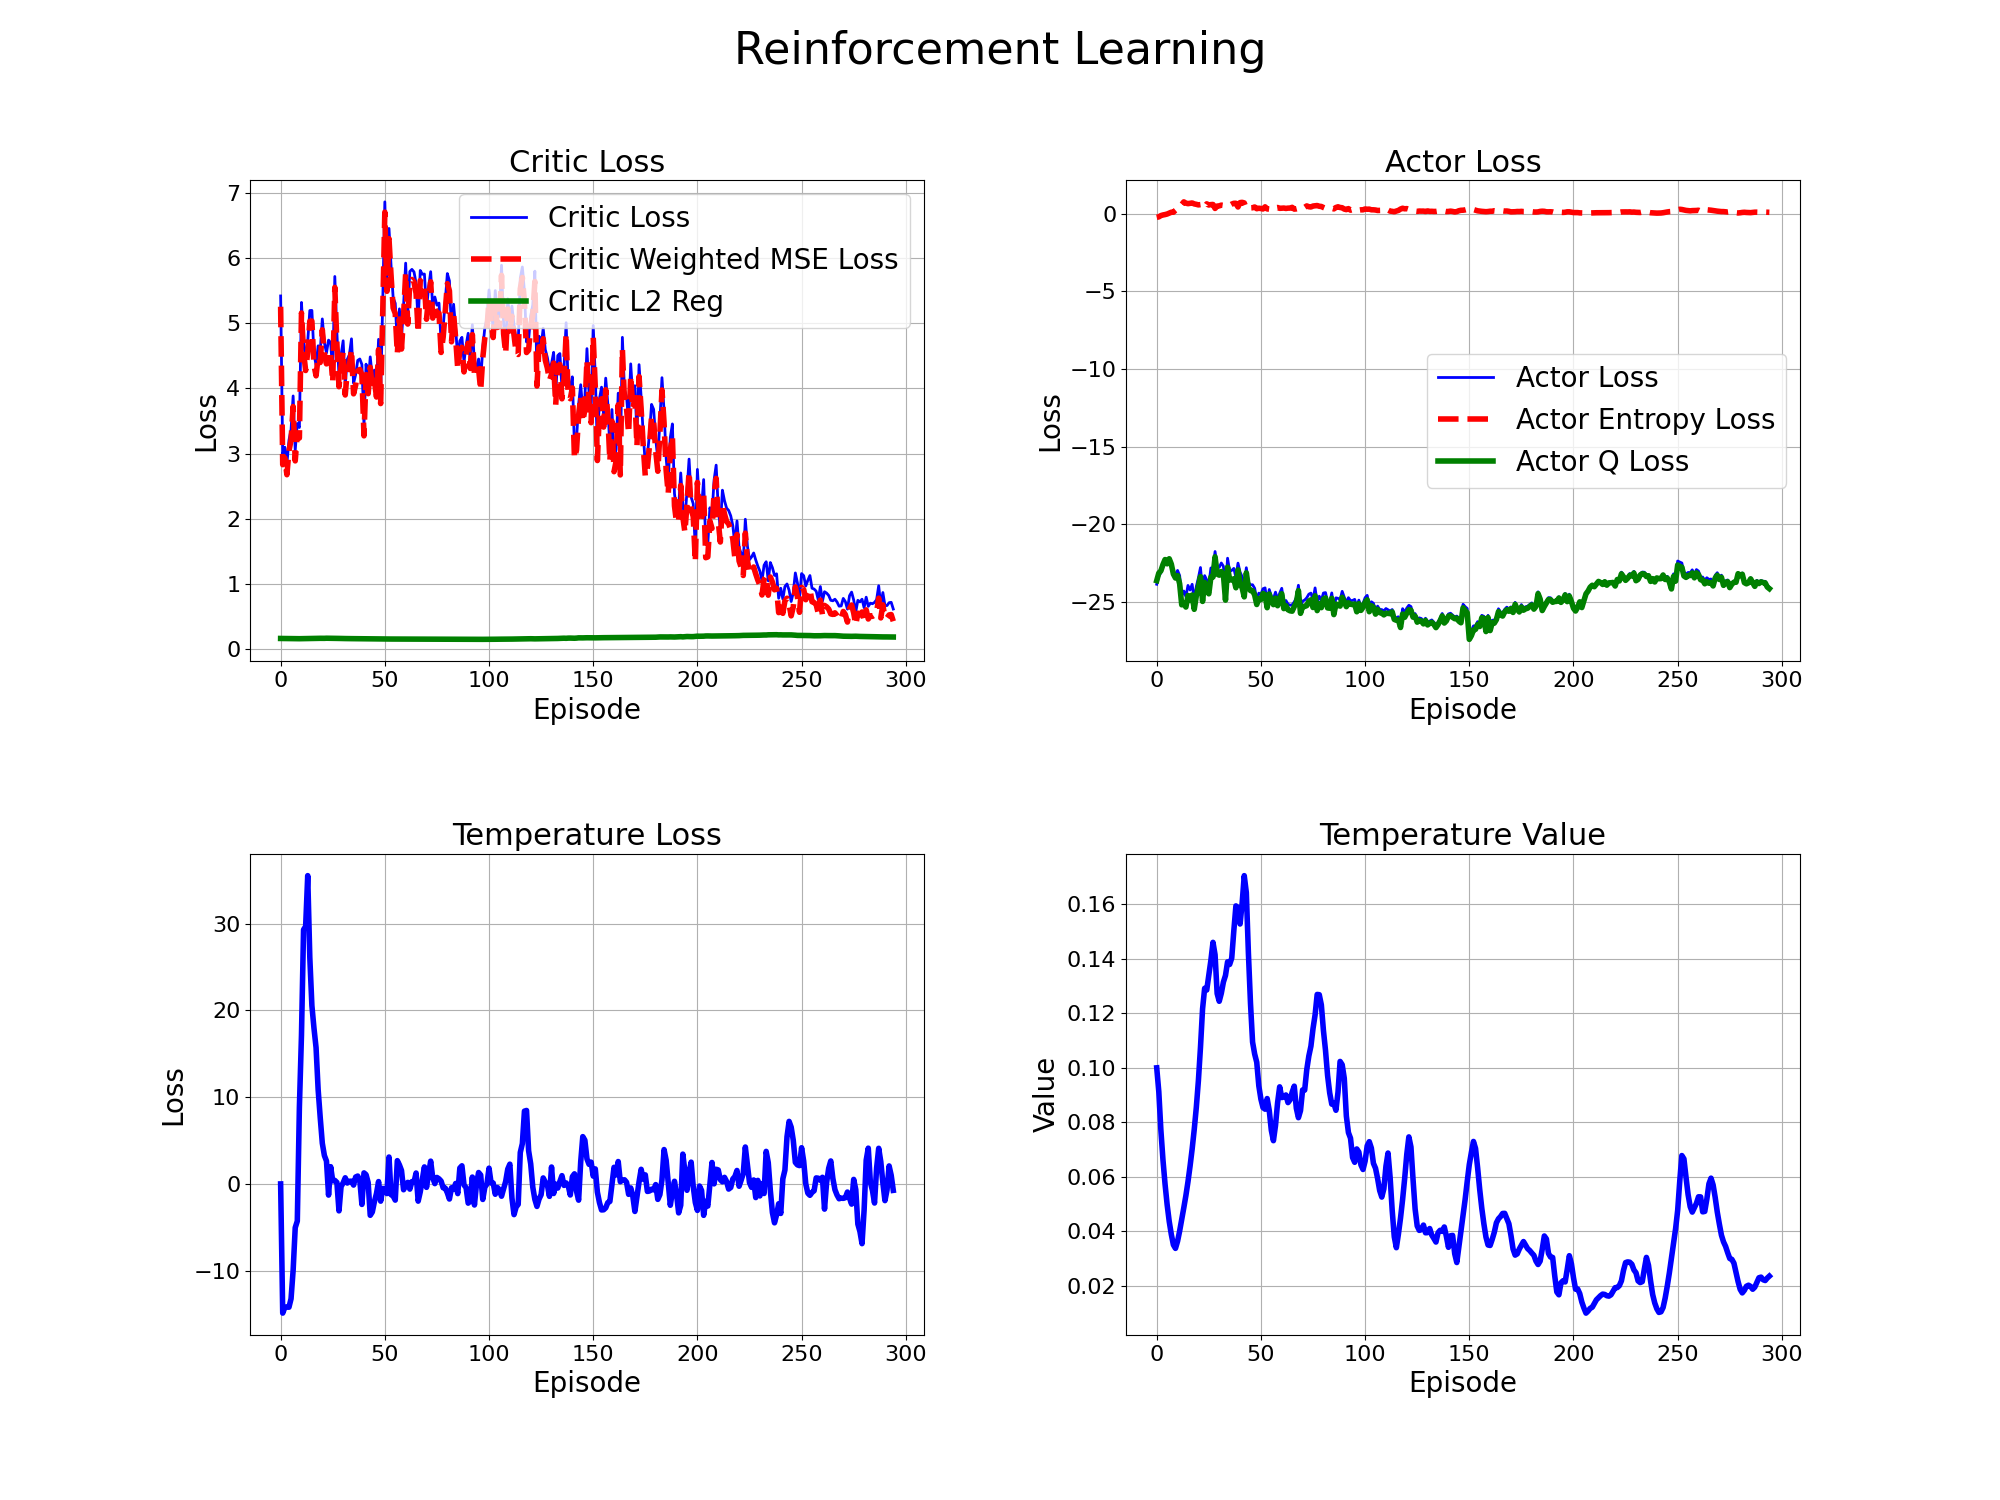 Reinforcement Learning
Critic Loss
7
6
5
4
3
2
1
0
Loss
Critic Loss
Critic Weighted MSE Loss
Critic L2 Reg
0 50 100 150 200 250 300
Episode
Actor Loss
0
−5
−10
−15
−20
−25
Loss
Actor Loss
Actor Entropy Loss
Actor Q Loss
0 50 100 150 200 250 300
Episode
Temperature Loss
30
20
10
0
−10
Loss
0 50 100 150 200 250 300
Episode
Temperature Value
0.16
0.14
0.12
0.10
0.08
0.06
0.04
0.02
Value
0 50 100 150 200 250 300
Episode